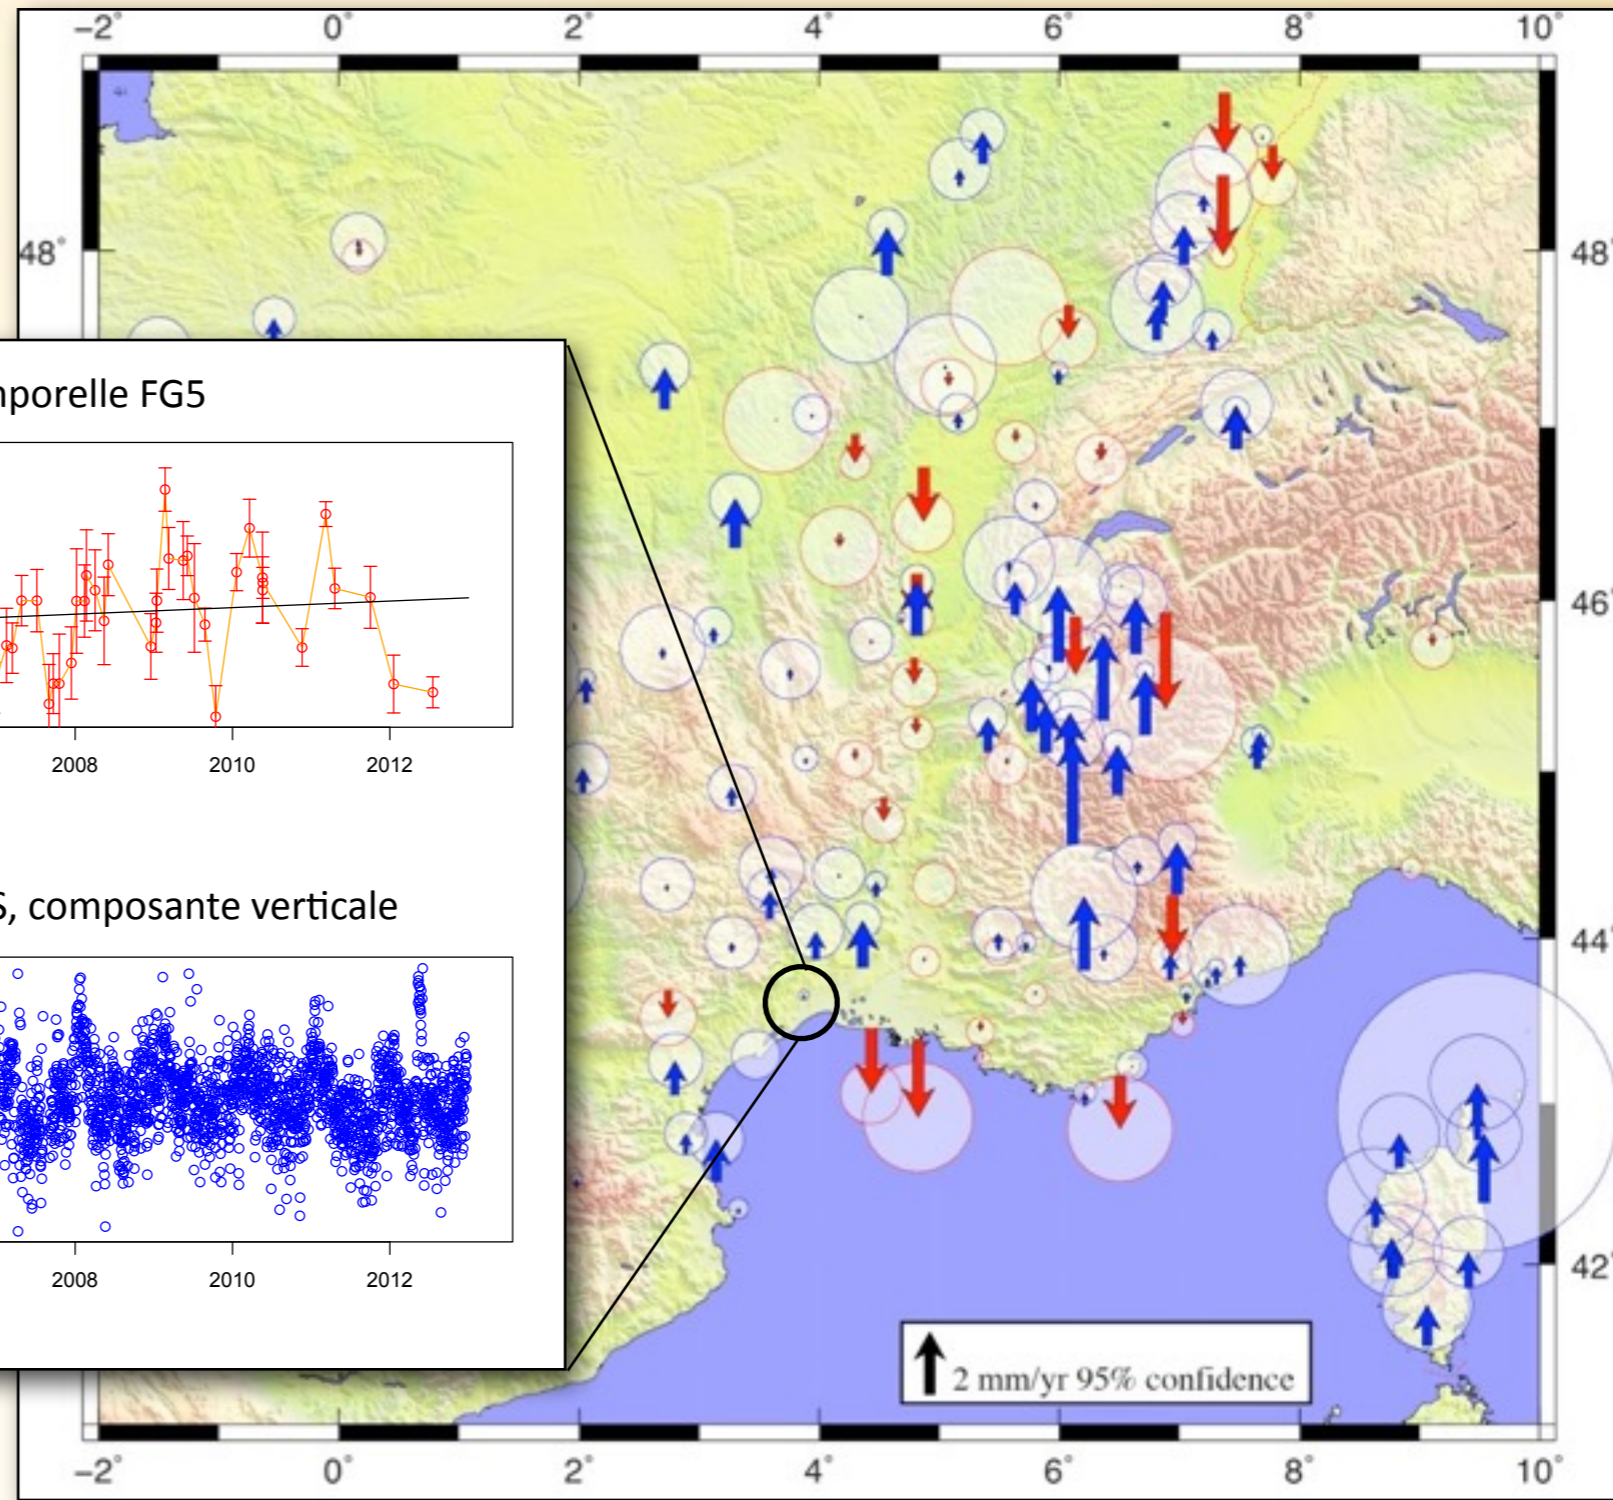 −2° 0° 2° 4° 6° 8° 10°
48° 48°
46°
44°
42°
porelle FG5
2008 2010 2012
, composante verticale
2008 2010 2012
2 mm/yr 95% confidence
−2° 0° 2° 4° 6° 8° 10°